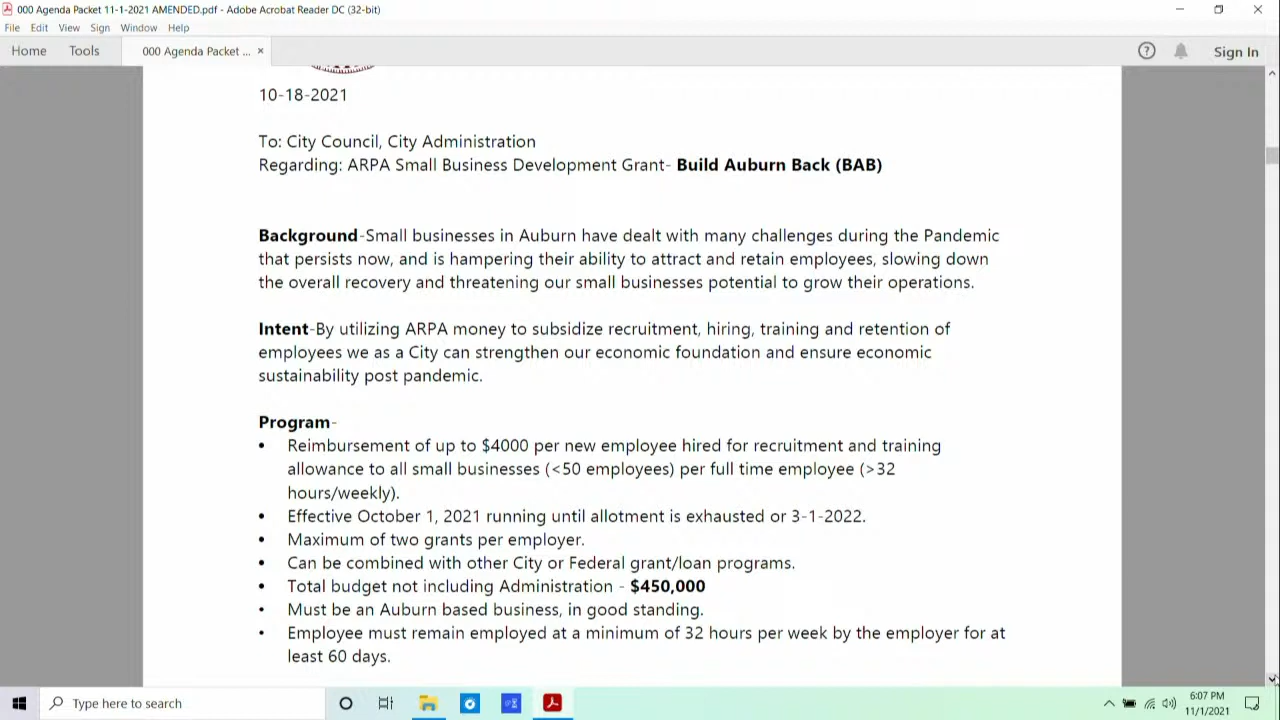 000 Agenda Packet 11-1-2021 AMENDED.pdf - Adobe Acrobat Reader DC (32-bit)
File Edit View Sign Window Help
Home Tools 000 Agenda Packet ... × Sign In
10-18-2021
To: City Council, City Administration
Regarding: ARPA Small Business Development Grant- Build Auburn Back (BAB)
Background-Small businesses in Auburn have dealt with many challenges during the Pandemic
that persists now, and is hampering their ability to attract and retain employees, slowing down
the overall recovery and threatening our small businesses potential to grow their operations.
Intent-By utilizing ARPA money to subsidize recruitment, hiring, training and retention of
employees we as a City can strengthen our economic foundation and ensure economic
sustainability post pandemic.
Program-
• Reimbursement of up to $4000 per new employee hired for recruitment and training
allowance to all small businesses (<50 employees) per full time employee (>32
hours/weekly).
• Effective October 1, 2021 running until allotment is exhausted or 3-1-2022.
• Maximum of two grants per employer.
• Can be combined with other City or Federal grant/loan programs.
• Total budget not including Administration - $450,000
• Must be an Auburn based business, in good standing.
• Employee must remain employed at a minimum of 32 hours per week by the employer for at
least 60 days.
Type here to search
6:07 PM
11/1/2021